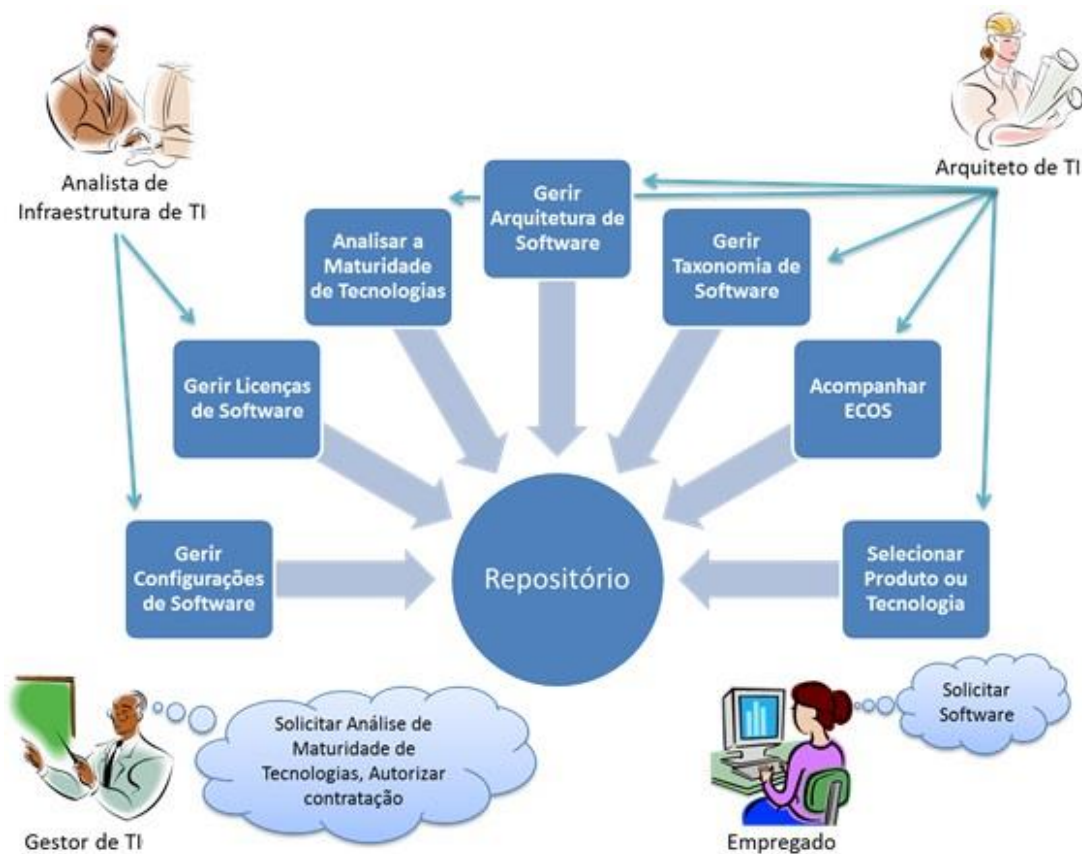 Analista de
Infraestrutura de TI
Arquiteto de TI
Gerir
Arquitetura de
Software
Analisar a
Maturidade
de Tecnologias
Gerir
Taxonomia de
Software
Gerir Licenças
de Software
Acompanhar
ECOS
Gerir
Configurações
de Software
Repositório
Selecionar
Produto ou
Tecnologia
Solicitar Análise de
Maturidade de
Tecnologias, Autorizar
contratação
Solicitar
Software
Gestor de TI
Empregado